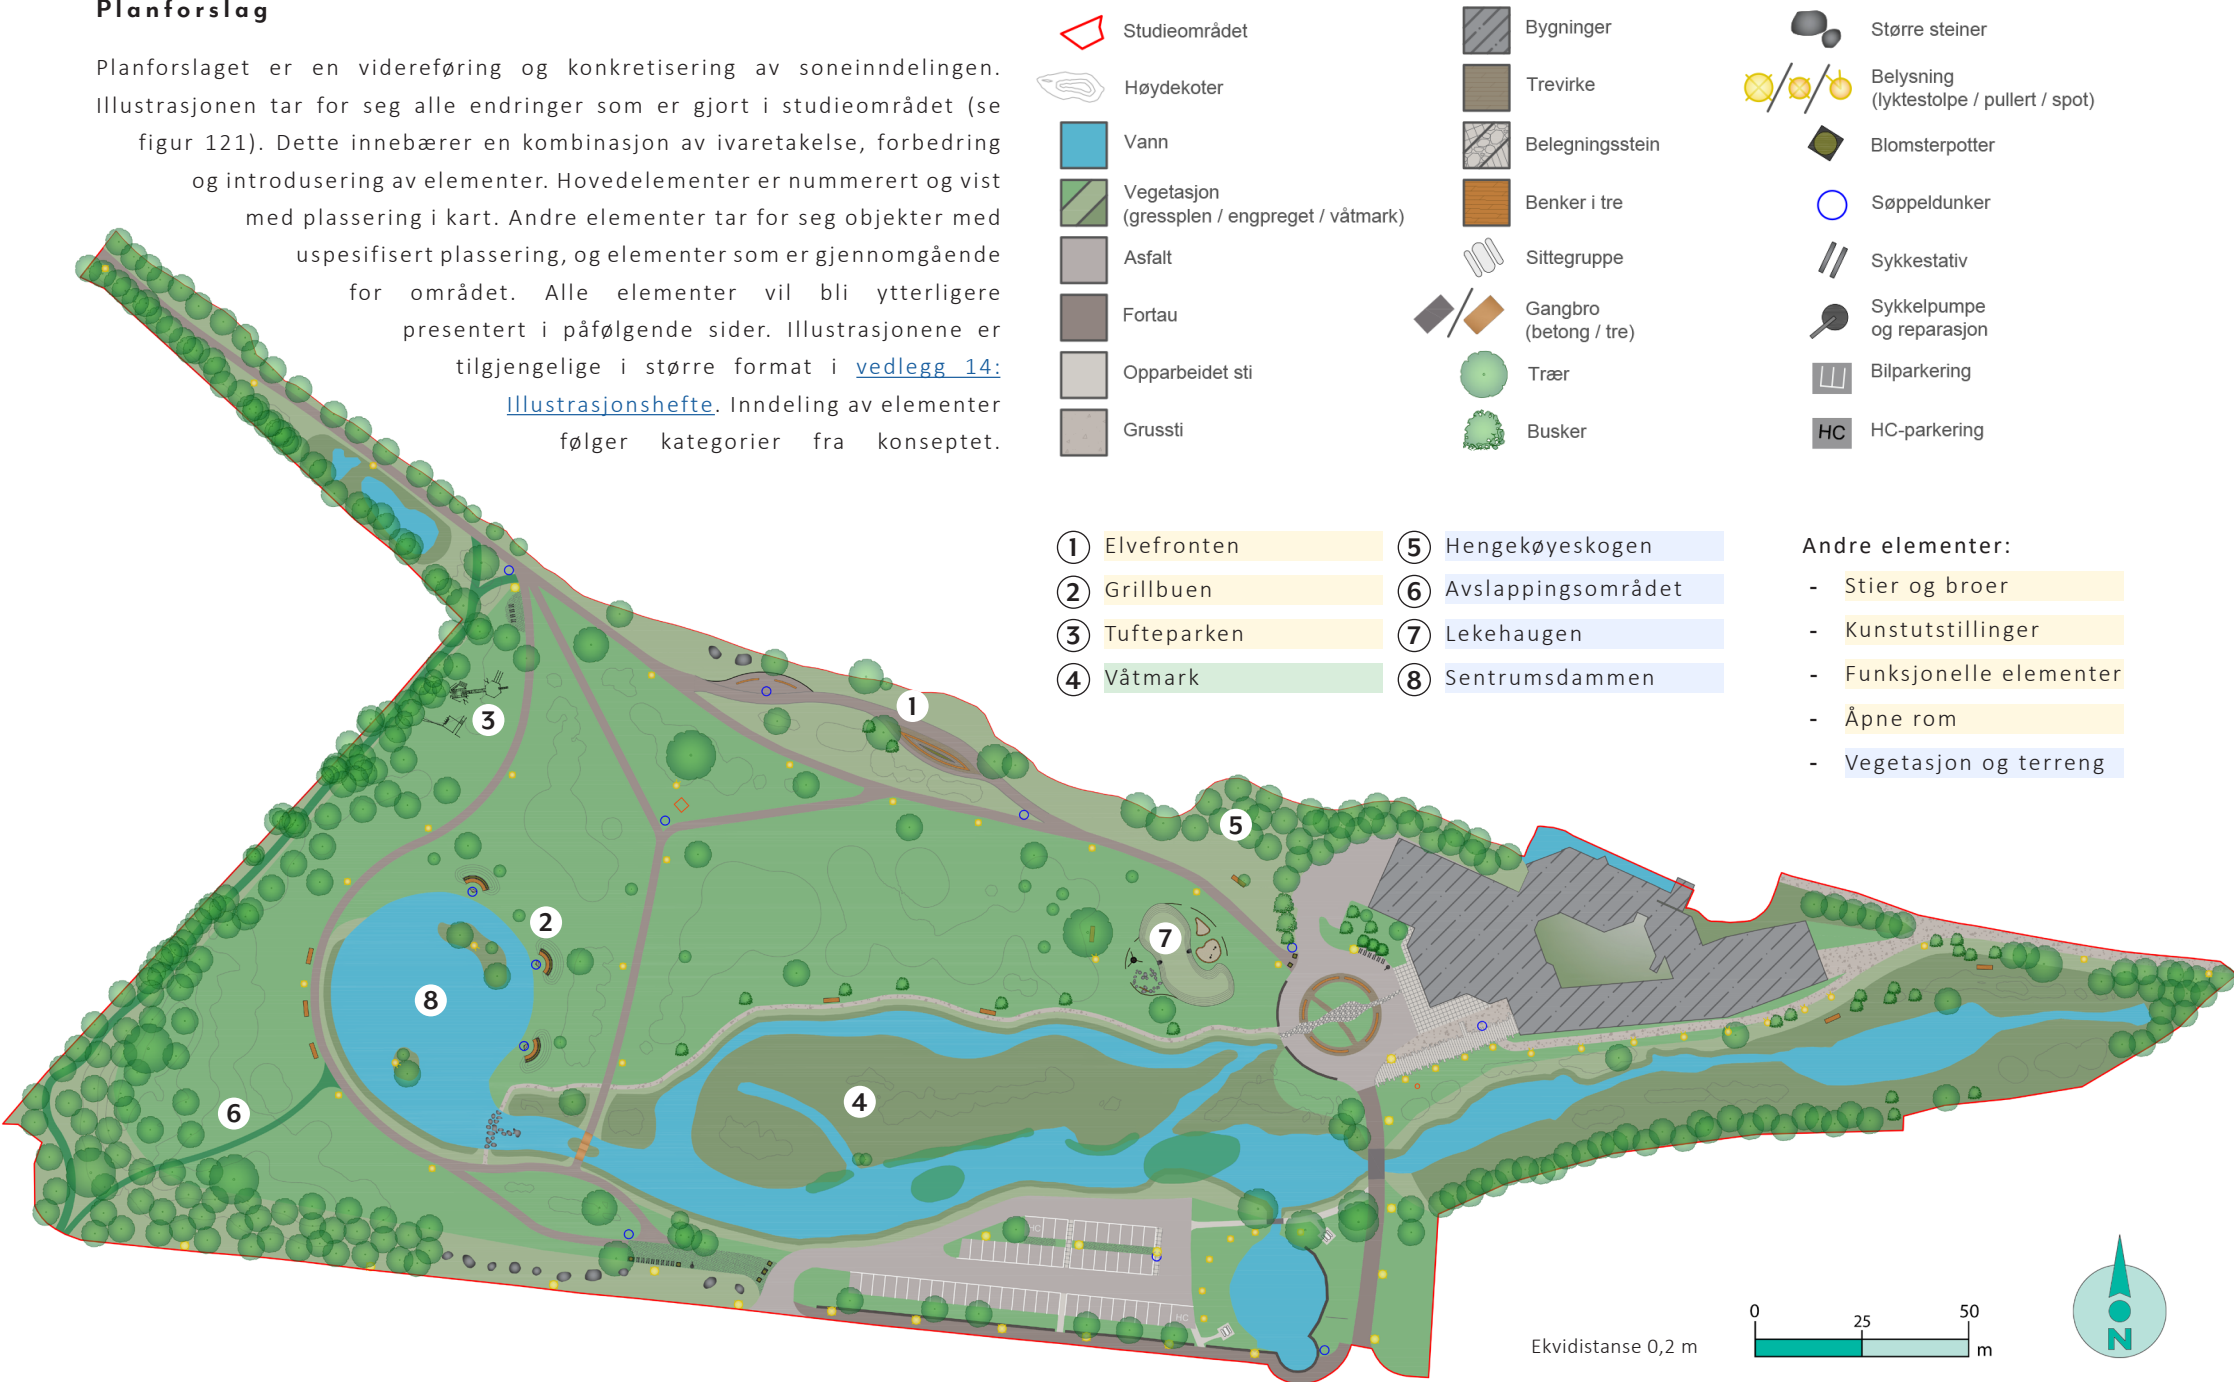 Planforslag
Planforslaget er en videreføring og konkretisering av soneinndelingen.
Illustrasjonen tar for seg alle endringer som er gjort i studieområdet (se
figur 121). Dette innebærer en kombinasjon av ivaretakelse, forbedring
og introdusering av elementer. Hovedelementer er nummerert og vist
med plassering i kart. Andre elementer tar for seg objekter med
uspesifisert plassering, og elementer som er gjennomgående
for området. Alle elementer vil bli ytterligere
presentert i påfølgende sider. Illustrasjonene er
tilgjengelige i større format i vedlegg 14:
Illustrasjonshefte. Inndeling av elementer
følger kategorier fra konseptet.
Studieområdet
Høydekoter
Vann
Vegetasjon
(gressplen / engpreget / våtmark)
Asfalt
Fortau
Opparbeidet sti
Grussti
Bygninger
Trevirke
Belegningsstein
Benker i tre
Sittegruppe
Gangbro
(betong / tre)
Trær
Busker
Større steiner
Belysning
(lyktestolpe / pullert / spot)
Blomsterpotter
Søppeldunker
Sykkestativ
Sykkelpumpe
og reparasjon
Bilparkering
HC HC-parkering
1 Elvefronten
2 Grillbuen
3 Tufteparken
4 Våtmark
5 Hengekøyeskogen
6 Avslappingsområdet
7 Lekehaugen
8 Sentrumsdammen
Andre elementer:
- Stier og broer
- Kunstutstillinger
- Funksjonelle elementer
- Åpne rom
- Vegetasjon og terreng
1
3
5
2
7
8
4
6
HC
HC
Ekvidistanse 0,2 m
0 25 50
m
N